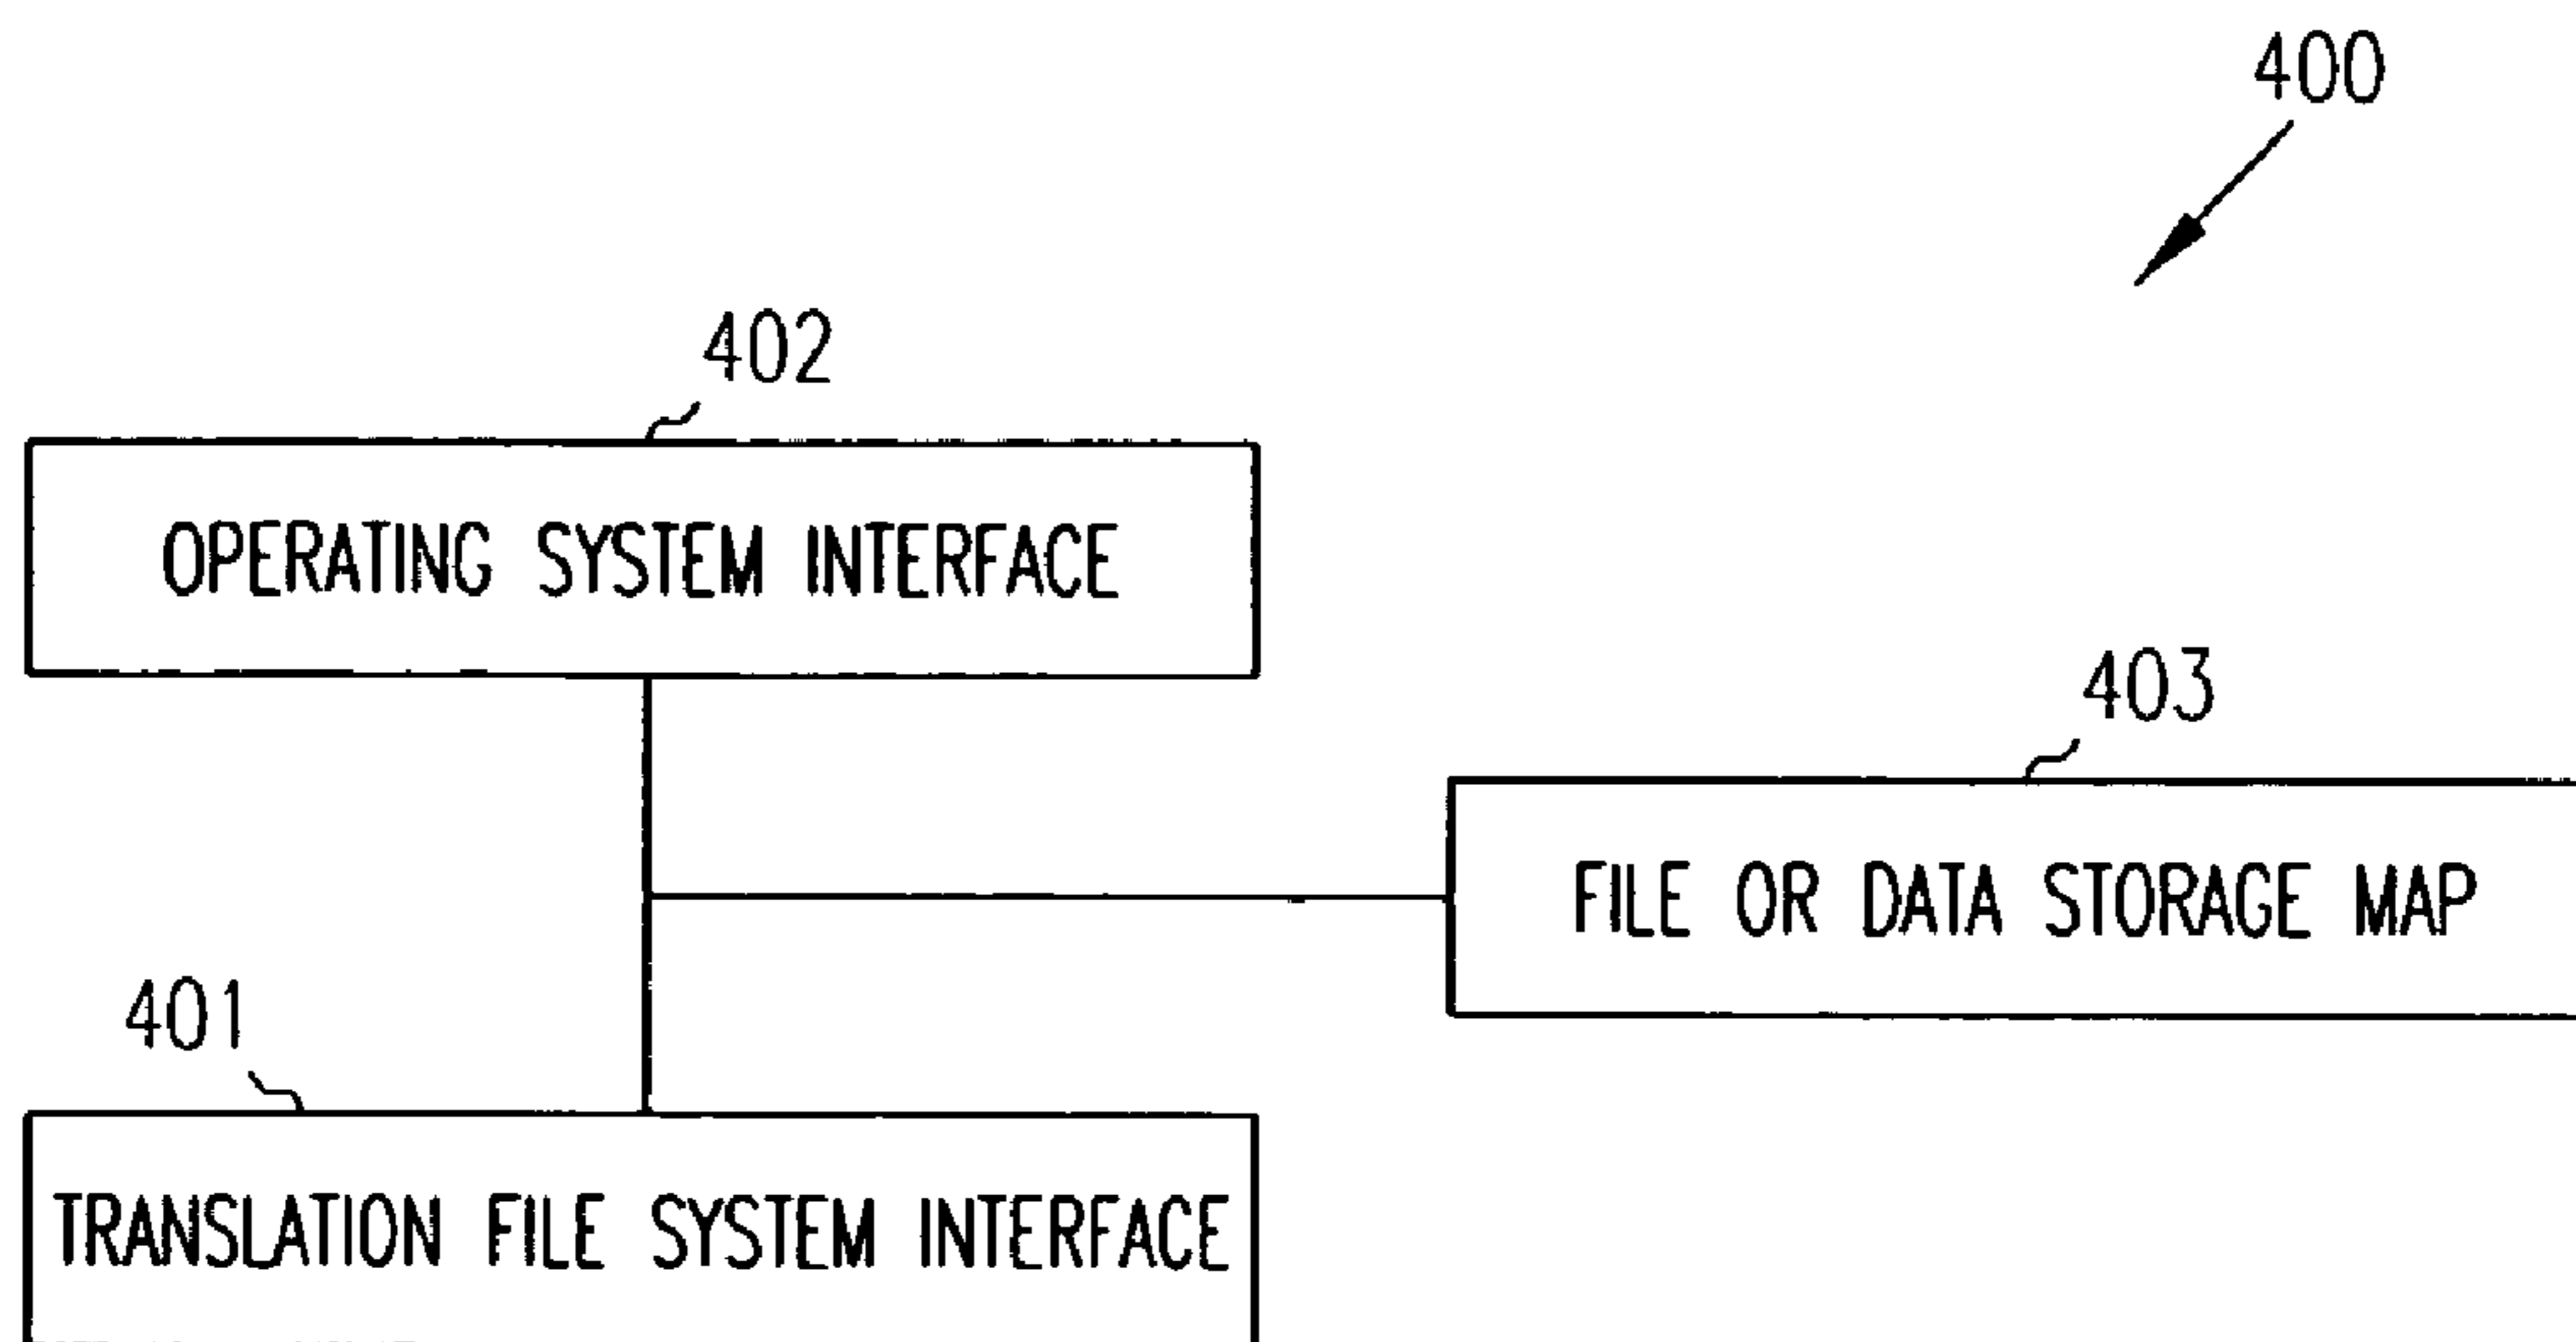 400
402
OPERATING SYSTEM INTERFACE
403
FILE OR DATA STORAGE MAP
401
TRANSLATION FILE SYSTEM INTERFACE